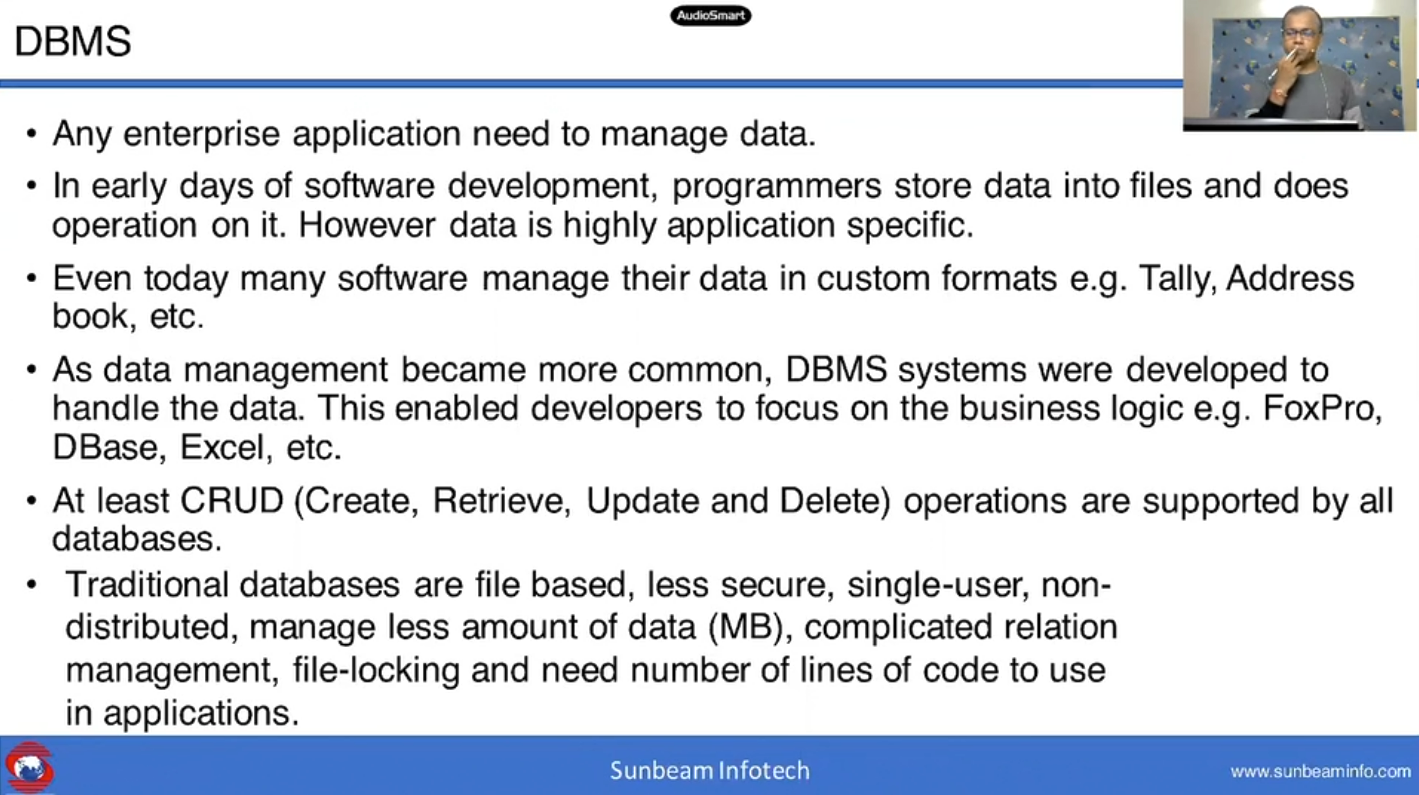 AudioSmart
DBMS
• Any enterprise application need to manage data.
• In early days of software development, programmers store data into files and does
operation on it. However data is highly application specific.
• Even today many software manage their data in custom formats e.g. Tally, Address
book, etc.
• As data management became more common, DBMS systems were developed to
handle the data. This enabled developers to focus on the business logic e.g. FoxPro,
DBase, Excel, etc.
• At least CRUD (Create, Retrieve, Update and Delete) operations are supported by all
databases.
• Traditional databases are file based, less secure, single-user, non-
distributed, manage less amount of data (MB), complicated relation
management, file-locking and need number of lines of code to use
in applications.
Sunbeam Infotech
www.sunbeaminfo.com